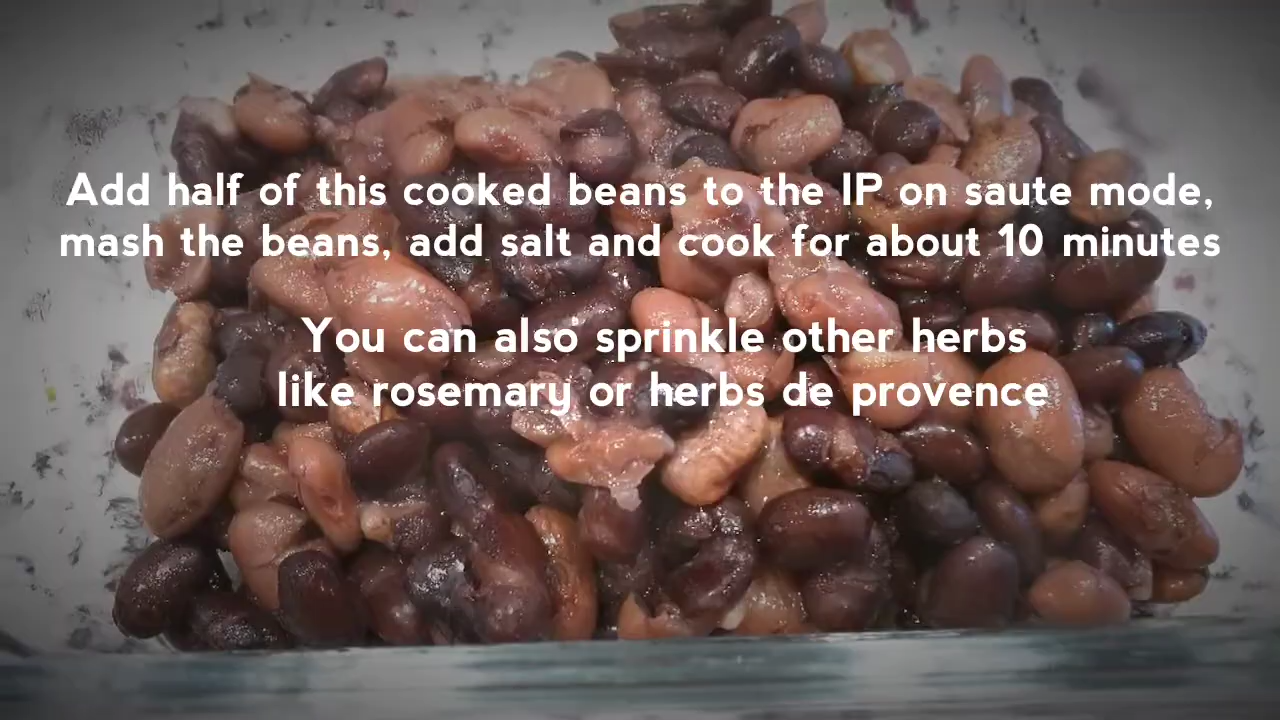 Add half of this cooked beans to the IP on saute mode,
mash the beans, add salt and cook for about 10 minutes
You can also sprinkle other herbs
like rosemary or herbs de provence